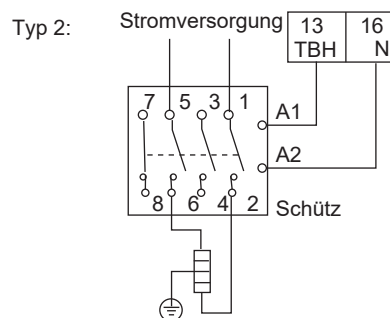 Typ 2:
Stromversorgung
13 16
TBH N
7 5 3 1
A1
A2
8 6 4 2
Schütz